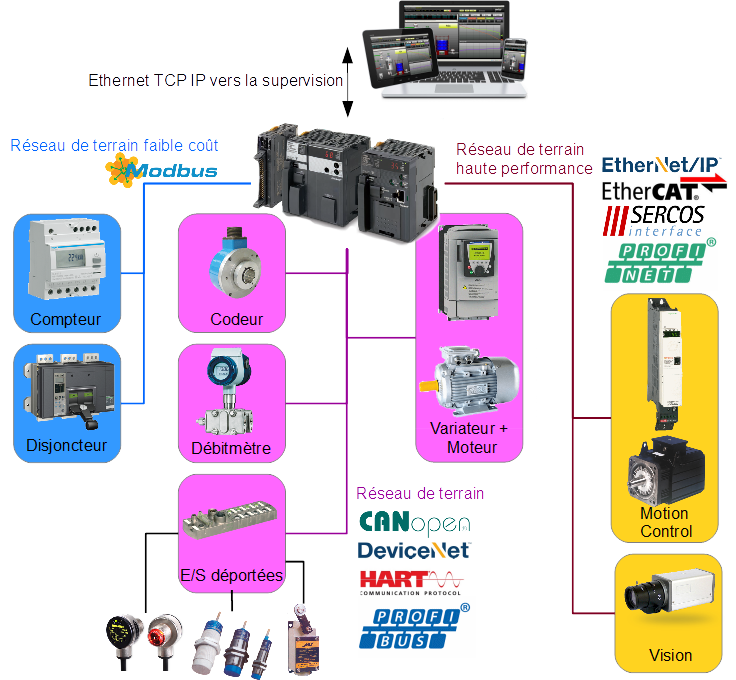 Ethernet TCP IP vers la supervision
Réseau de terrain faible coût
Modbus
Réseau de terrain
haute performance
EtherNet/IP™
EtherCAT®
SERCOS
interface
PROFI
NET®
Compteur
Codeur
Disjoncteur
Débitmètre
Variateur +
Moteur
Motion
Control
E/S déportées
Réseau de terrain
CANopen
DeviceNet™
HART
COMMUNICATION PROTOCOL
PROFI
BUS®
Vision